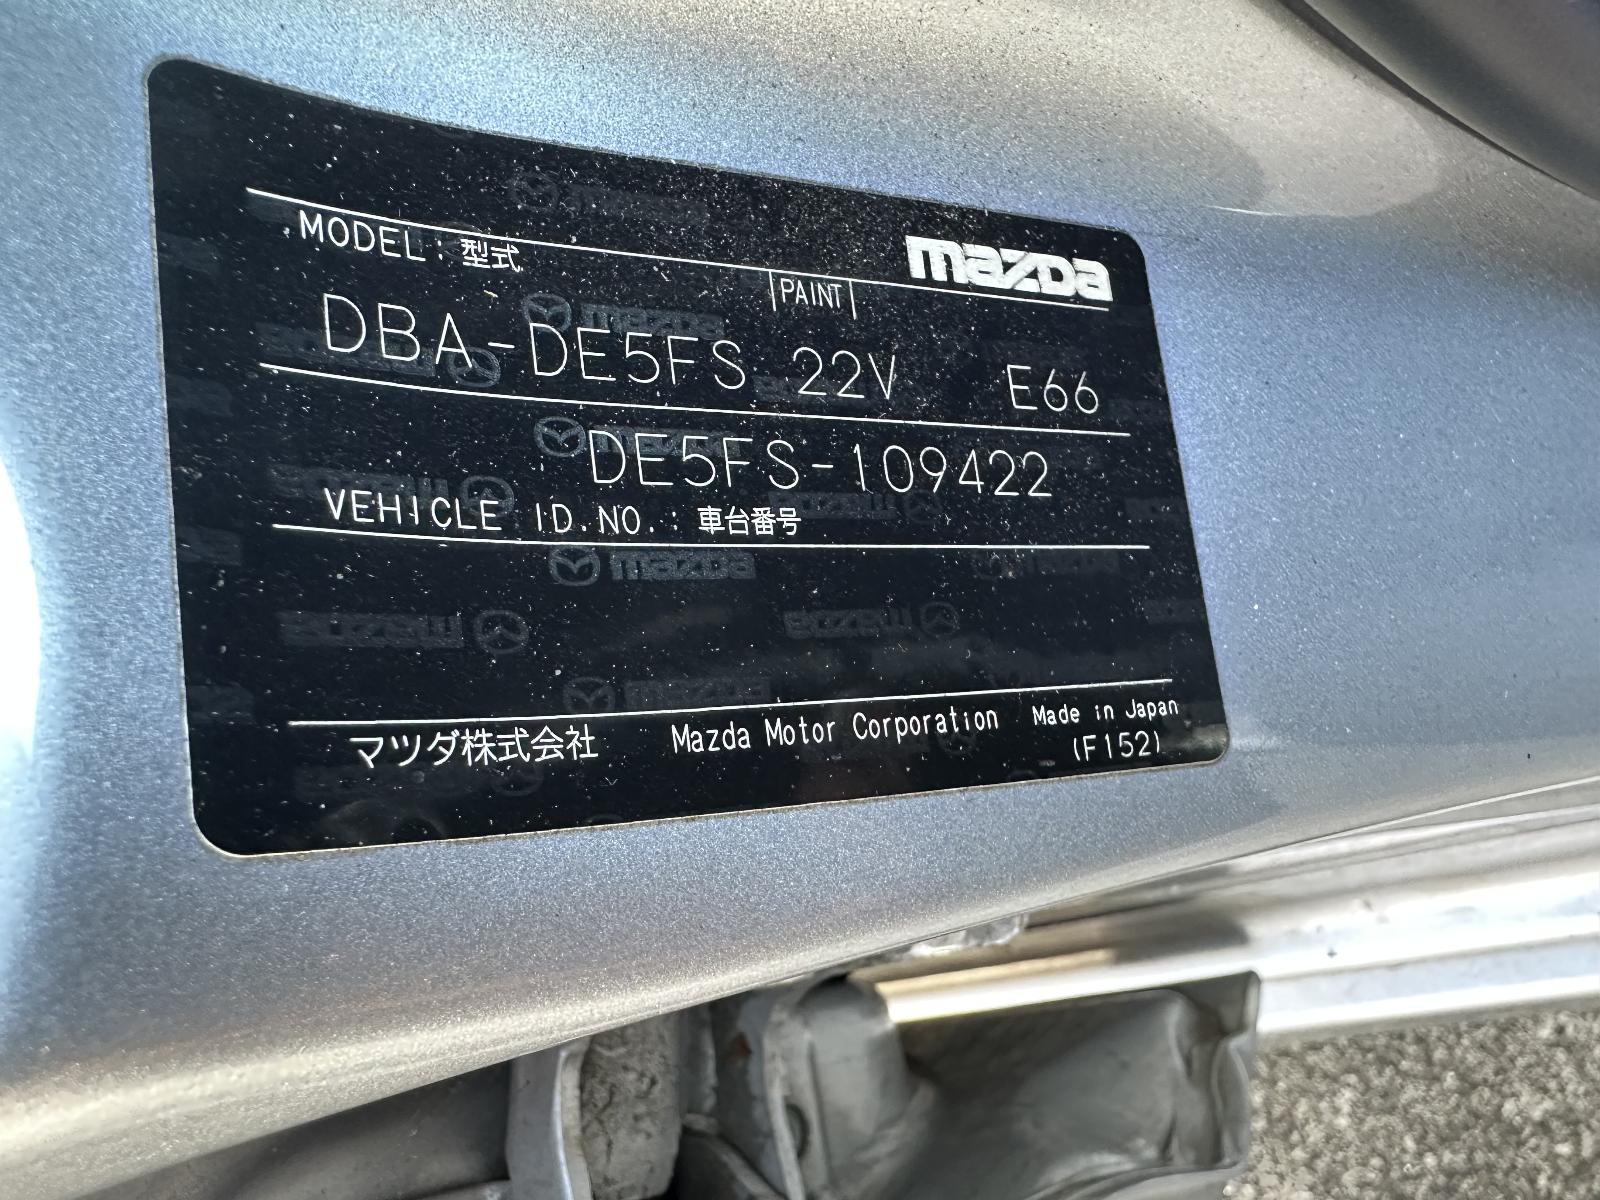 mazda
MODEL: 型式
PAINT
DBA-DE5FS 22V E66
DE5FS-109422
VEHICLE ID.NO.: 車台番号
マツダ株式会社 Mazda Motor Corporation Made in Japan
(F152)